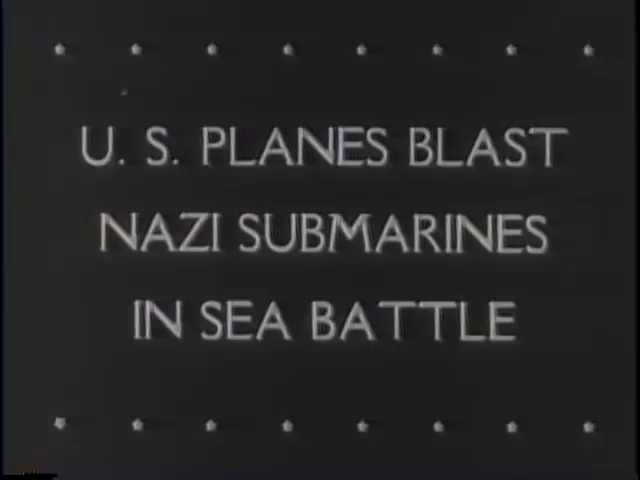 U. S. PLANES BLAST
NAZI SUBMARINES
IN SEA BATTLE